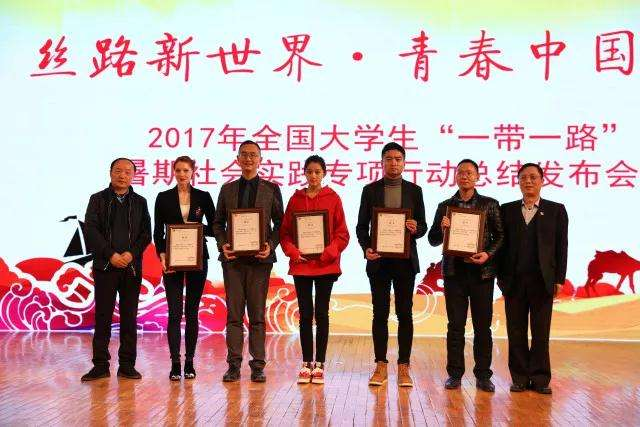 丝路新世界·青春中国
2017年全国大学生“一带一路”
暑期社会实践专项行动总结发布会